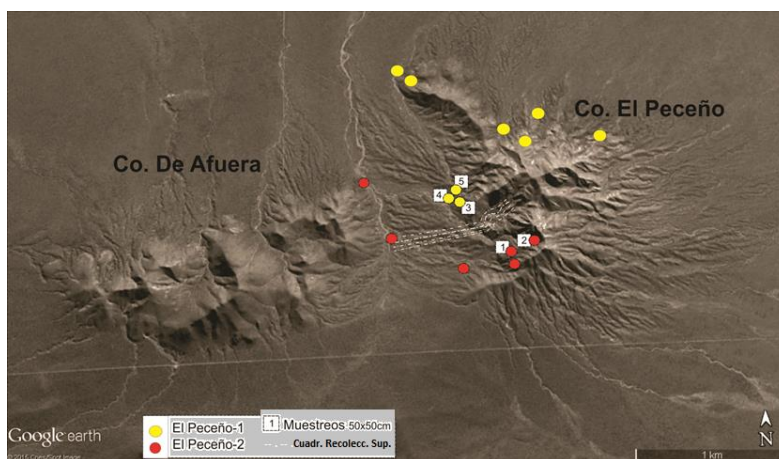 Co. El Peceño
Co. De Afuera
5
4
3
2
1
El Peceño-1
El Peceño-2
1 Muestreos 50x50cm
Cuadr. Recolecc. Sup.
Google earth
N
1 km